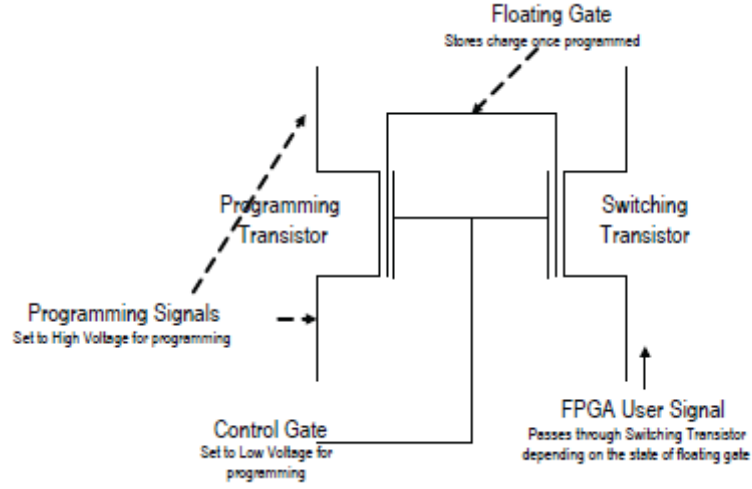 Floating Gate
Stores charge once programmed
Programming
Transistor
Switching
Transistor
Programming Signals
Set to High Voltage for programming
Control Gate
Set to Low Voltage for
programming
FPGA User Signal
Passes through Switching Transistor
depending on the state of floating gate